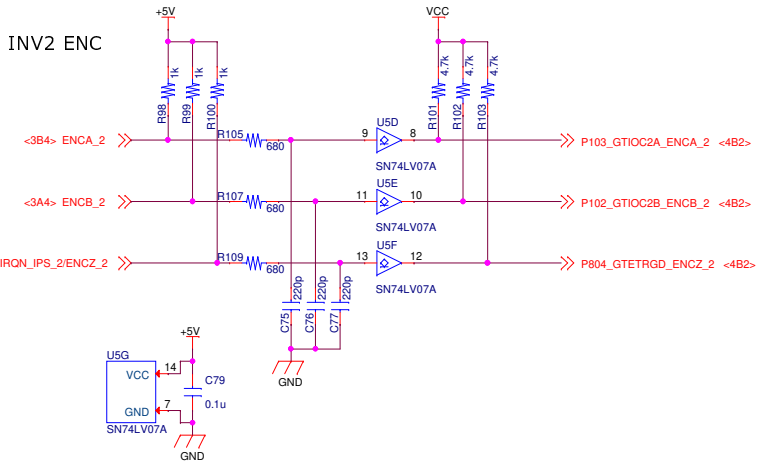 +5V
VCC
INV2 ENC
1k
1k
1k
4.7k
4.7k
4.7k
R98
R99
R100
R101
R102
R103
<3B4> ENCA_2
R105
680
9
U5D
8
SN74LV07A
P103_GTIOC2A_ENCA_2 <4B2>
<3A4> ENCB_2
R107
680
11
U5E
10
SN74LV07A
P102_GTIOC2B_ENCB_2 <4B2>
IRQN_IPS_2/ENCZ_2
R109
680
13
U5F
12
SN74LV07A
P804_GTETRGD_ENCZ_2 <4B2>
220p
220p
220p
C75
C76
C77
GND
+5V
U5G
14
VCC
C79
0.1u
7
GND
SN74LV07A
GND